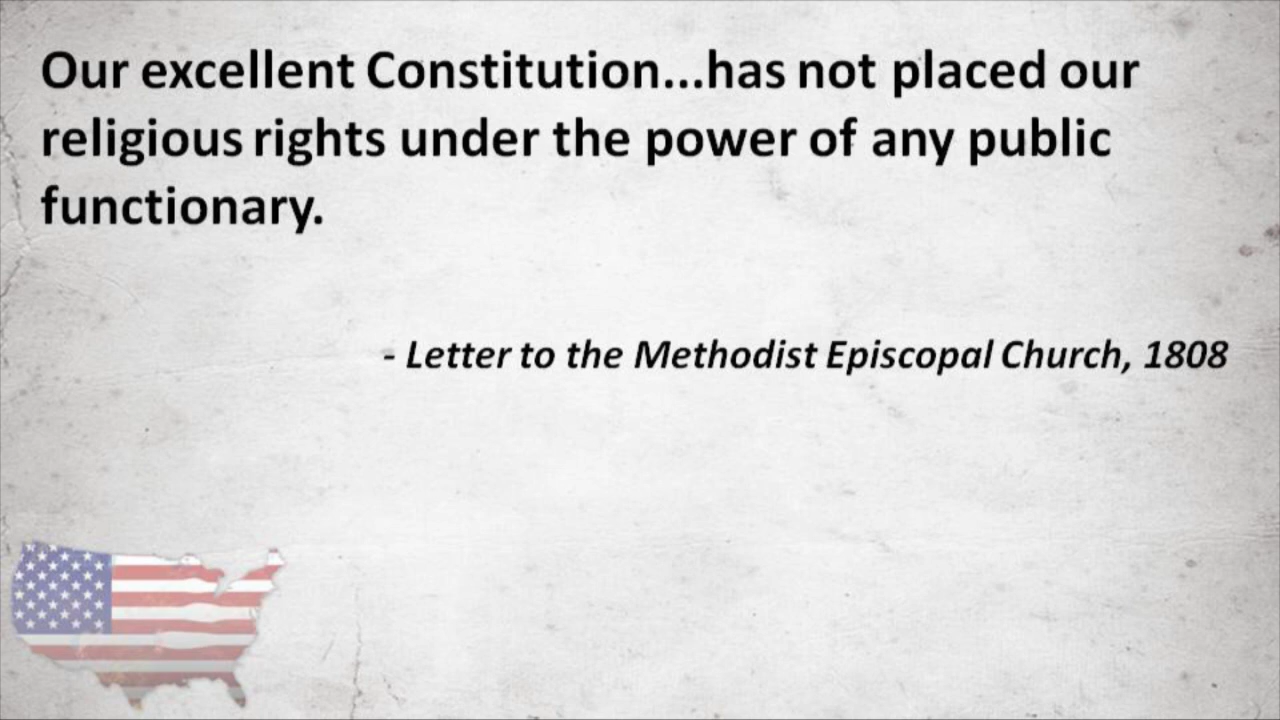 Our excellent Constitution...has not placed our
religious rights under the power of any public
functionary.
- Letter to the Methodist Episcopal Church, 1808